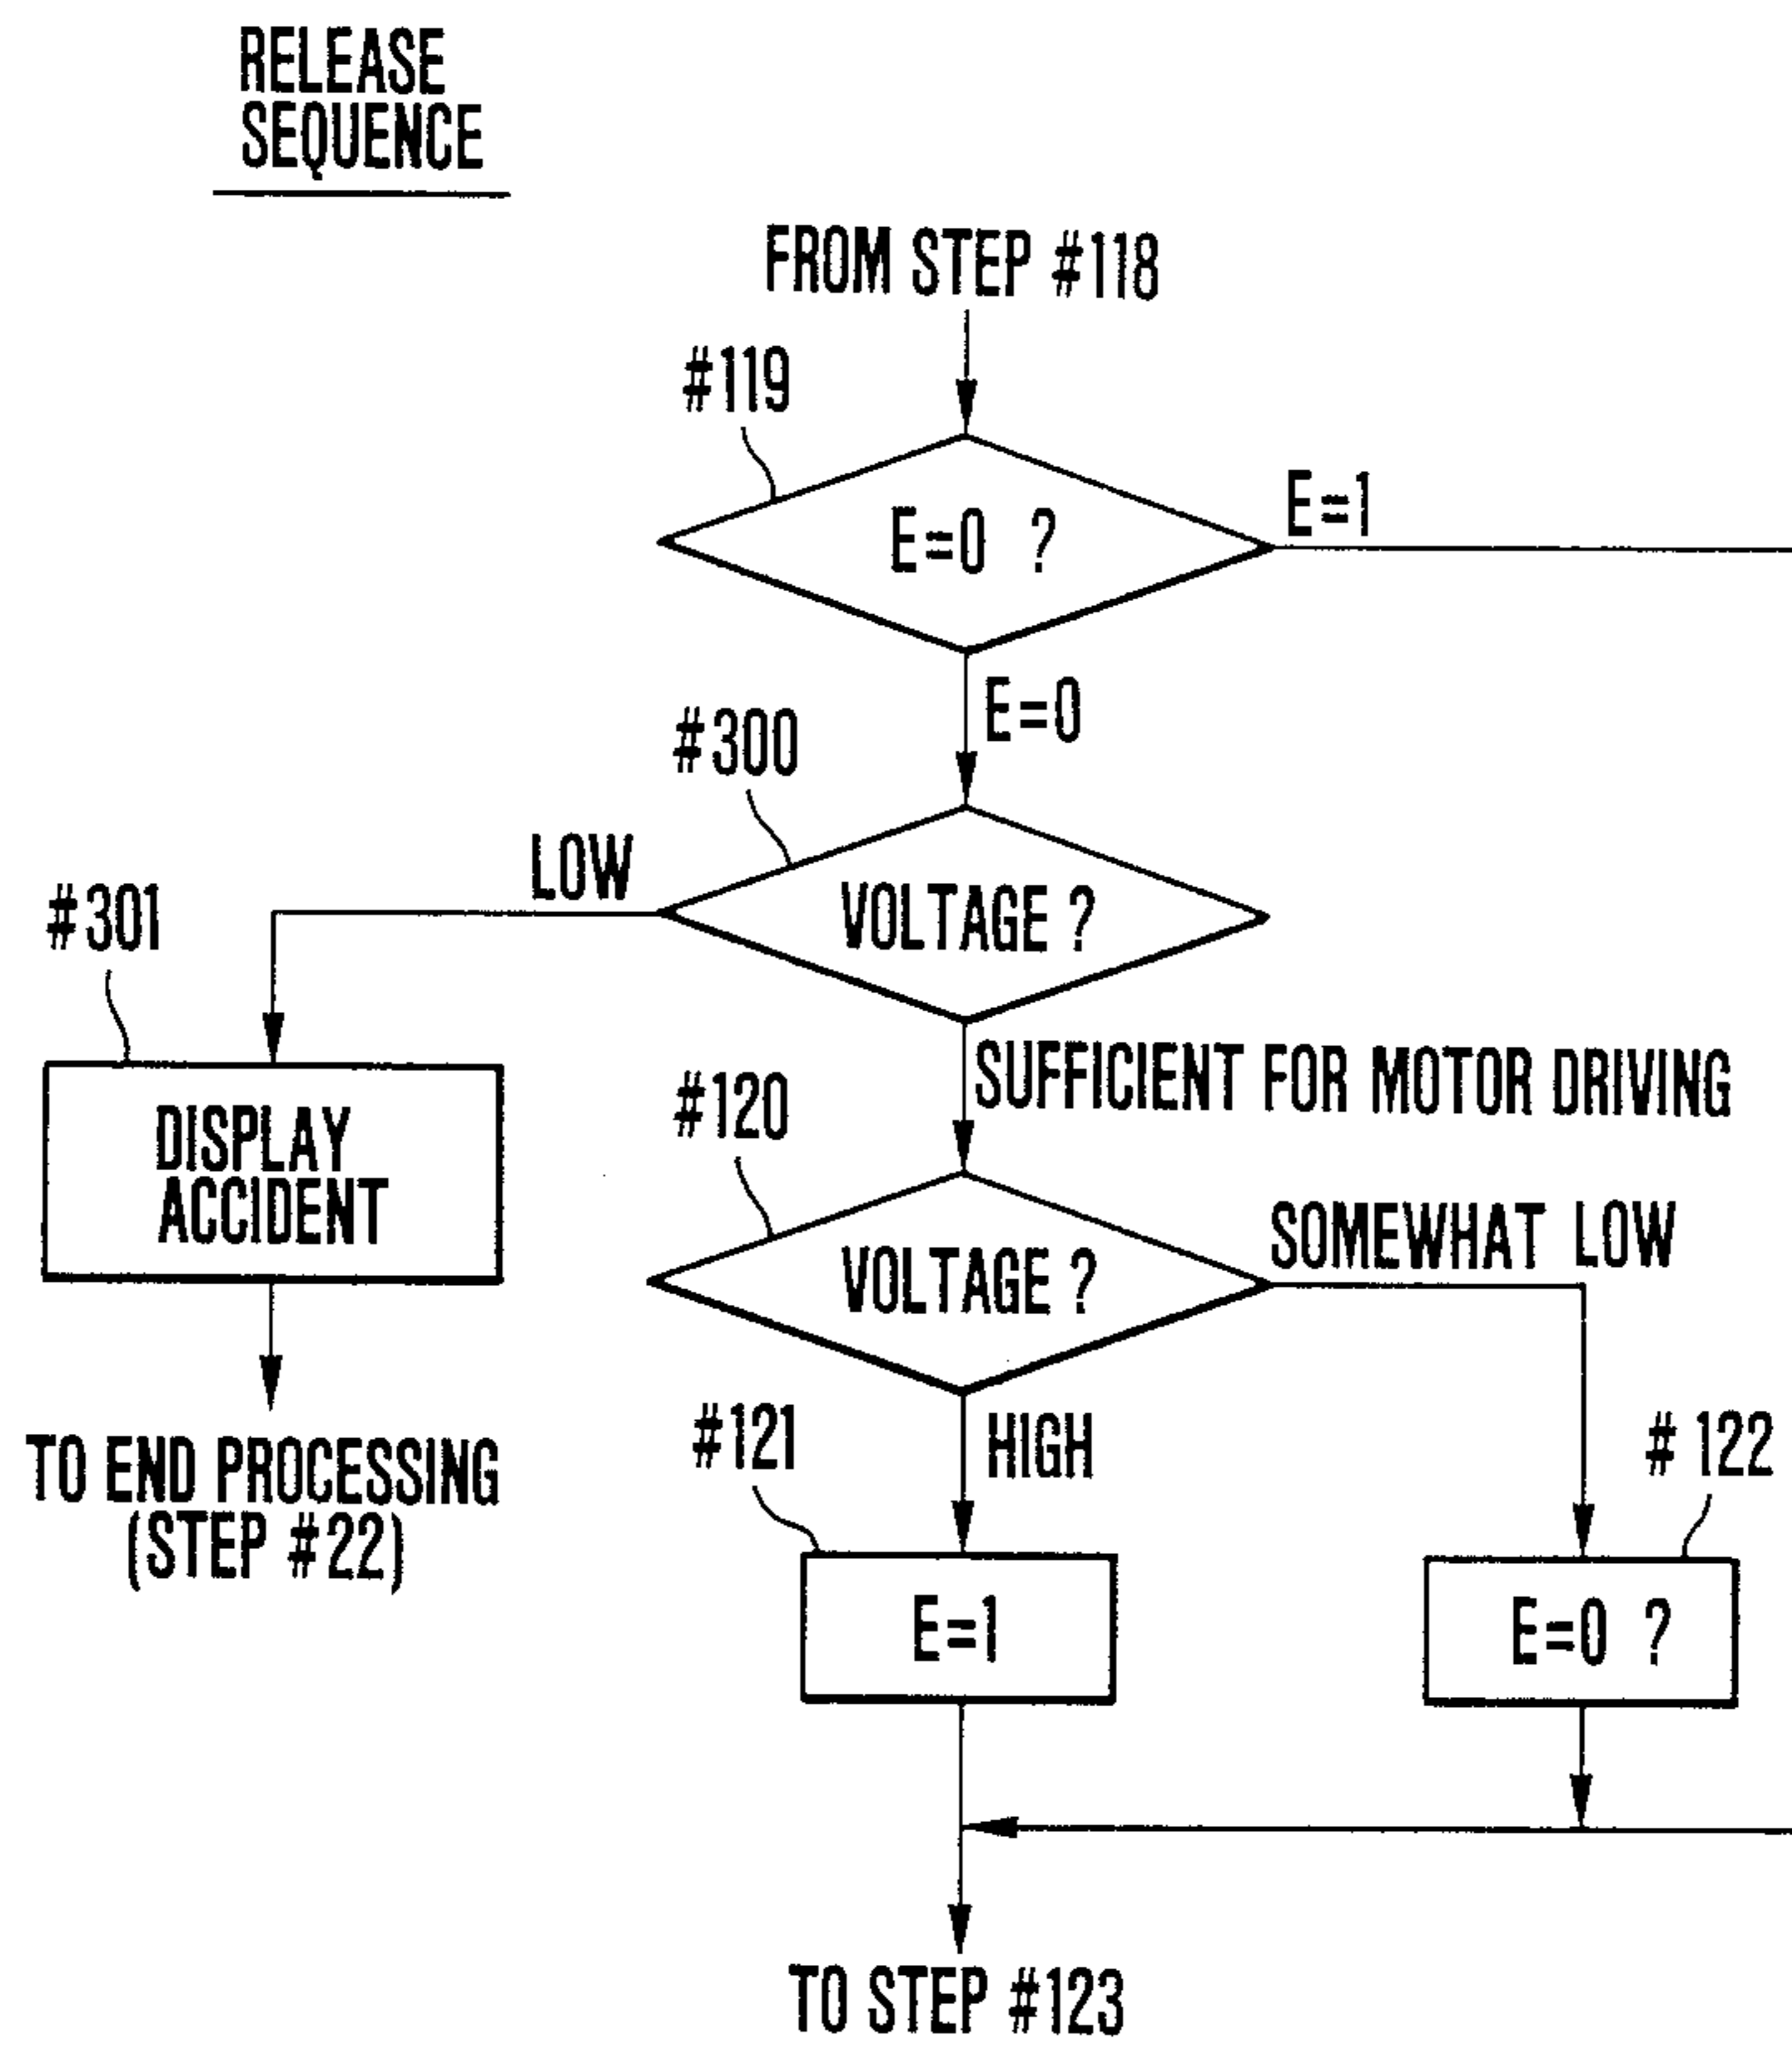 RELEASE
SEQUENCE
FROM STEP #118
#119
E=0 ?
E=1
E=0
#300
LOW
VOLTAGE ?
#301
SUFFICIENT FOR MOTOR DRIVING
DISPLAY
ACCIDENT
#120
VOLTAGE ?
SOMEWHAT LOW
TO END PROCESSING
(STEP #22)
#121
HIGH
# 122
E=1
E=0 ?
TO STEP #123